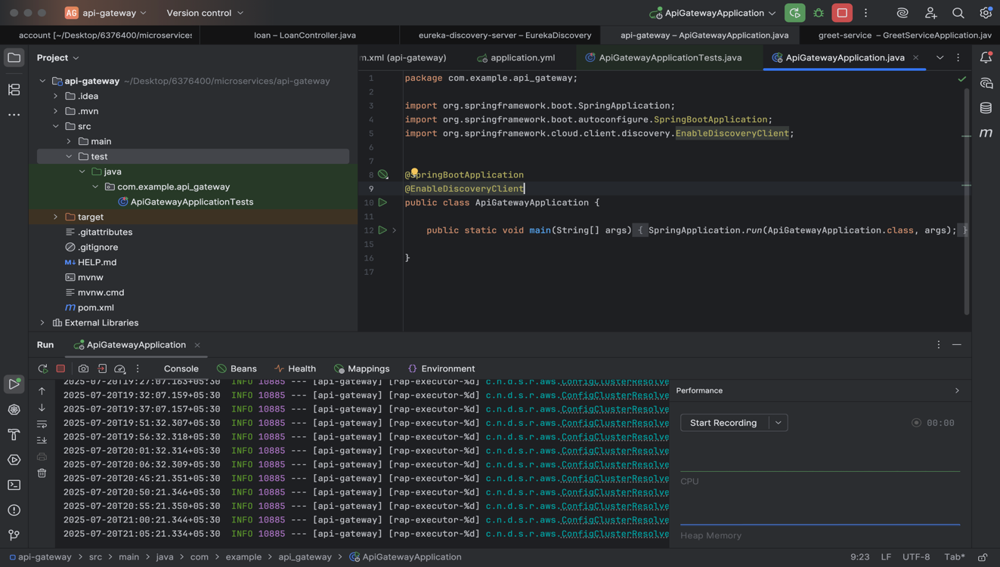 AG api-gateway Version control ApiGatewayApplication
account [~/Desktop/6376400/microservices loan – LoanController.java eureka-discovery-server – EurekaDiscovery api-gateway – ApiGatewayApplication.java greet-service – GreetServiceApplication.jav
Project
m.xml (api-gateway) application.yml ApiGatewayApplicationTests.java ApiGatewayApplication.java
api-gateway ~/Desktop/6376400/microservices/api-gateway
.idea
.mvn
src
main
test
java
com.example.api_gateway
ApiGatewayApplicationTests
target
.gitattributes
.gitignore
M↓ HELP.md
mvnw
mvnw.cmd
m pom.xml
External Libraries
1 package com.example.api_gateway;
2
3 import org.springframework.boot.SpringApplication;
4 import org.springframework.boot.autoconfigure.SpringBootApplication;
5 import org.springframework.cloud.client.discovery.EnableDiscoveryClient;
6
7
8 @SpringBootApplication
9 @EnableDiscoveryClient
10 public class ApiGatewayApplication {
11
12 public static void main(String[] args) { SpringApplication.run(ApiGatewayApplication.class, args); }
15
16 }
17
m
Run ApiGatewayApplication
Console Beans Health Mappings Environment
2025-07-20T19:27:07.163+05:30 INFO 10885 --- [api-gateway] [rap-executor-%d] c.n.d.s.r.aws.ConfigClusterResolve
2025-07-20T19:32:07.159+05:30 INFO 10885 --- [api-gateway] [rap-executor-%d] c.n.d.s.r.aws.ConfigClusterResolve
2025-07-20T19:37:07.157+05:30 INFO 10885 --- [api-gateway] [rap-executor-%d] c.n.d.s.r.aws.ConfigClusterResolve
2025-07-20T19:51:32.307+05:30 INFO 10885 --- [api-gateway] [rap-executor-%d] c.n.d.s.r.aws.ConfigClusterResolve
2025-07-20T19:56:32.318+05:30 INFO 10885 --- [api-gateway] [rap-executor-%d] c.n.d.s.r.aws.ConfigClusterResolve
2025-07-20T20:01:32.314+05:30 INFO 10885 --- [api-gateway] [rap-executor-%d] c.n.d.s.r.aws.ConfigClusterResolve
2025-07-20T20:06:32.309+05:30 INFO 10885 --- [api-gateway] [rap-executor-%d] c.n.d.s.r.aws.ConfigClusterResolve
2025-07-20T20:45:21.351+05:30 INFO 10885 --- [api-gateway] [rap-executor-%d] c.n.d.s.r.aws.ConfigClusterResolve
2025-07-20T20:50:21.346+05:30 INFO 10885 --- [api-gateway] [rap-executor-%d] c.n.d.s.r.aws.ConfigClusterResolve
2025-07-20T20:55:21.350+05:30 INFO 10885 --- [api-gateway] [rap-executor-%d] c.n.d.s.r.aws.ConfigClusterResolve
2025-07-20T21:00:21.344+05:30 INFO 10885 --- [api-gateway] [rap-executor-%d] c.n.d.s.r.aws.ConfigClusterResolve
2025-07-20T21:05:21.334+05:30 INFO 10885 --- [api-gateway] [rap-executor-%d] c.n.d.s.r.aws.ConfigClusterResolve
Performance
Start Recording 00:00
CPU
Heap Memory
api-gateway > src > main > java > com > example > api_gateway > ApiGatewayApplication 9:23 LF UTF-8 Tab*